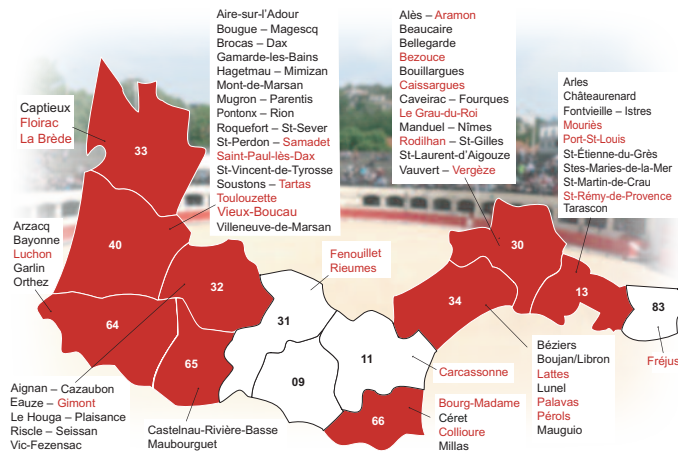 Captieux
Floirac
La Brède
33
Aire-sur-l'Adour
Bougue – Magescq
Brocas – Dax
Gamarde-les-Bains
Hagetmau – Mimizan
Mont-de-Marsan
Mugron – Parentis
Pontonx – Rion
Roquefort – St-Sever
St-Perdon – Samadet
Saint-Paul-lès-Dax
St-Vincent-de-Tyrosse
Soustons – Tartas
Toulouzette
Vieux-Boucau
Villeneuve-de-Marsan
Alès – Aramon
Beaucaire
Bellegarde
Bezouce
Bouillargues
Caissargues
Caveirac – Fourques
Le Grau-du-Roi
Manduel – Nîmes
Rodilhan – St-Gilles
St-Laurent-d'Aigouze
Vauvert – Vergèze
Arles
Châteaurenard
Fontvieille – Istres
Mouriès
Port-St-Louis
St-Étienne-du-Grès
Stes-Maries-de-la-Mer
St-Martin-de-Crau
St-Rémy-de-Provence
Tarascon
Arzacq
Bayonne
Luchon
Garlin
Orthez
40
32
Fenouillet
Rieumes
30
13
83
34
31
64
65
09
11
66
Fréjus
Carcassonne
Béziers
Boujan/Libron
Lattes
Lunel
Palavas
Pérols
Mauguio
Aignan – Cazaubon
Eauze – Gimont
Le Houga – Plaisance
Riscle – Seissan
Vic-Fezensac
Castelnau-Rivière-Basse
Maubourguet
Bourg-Madame
Céret
Collioure
Millas